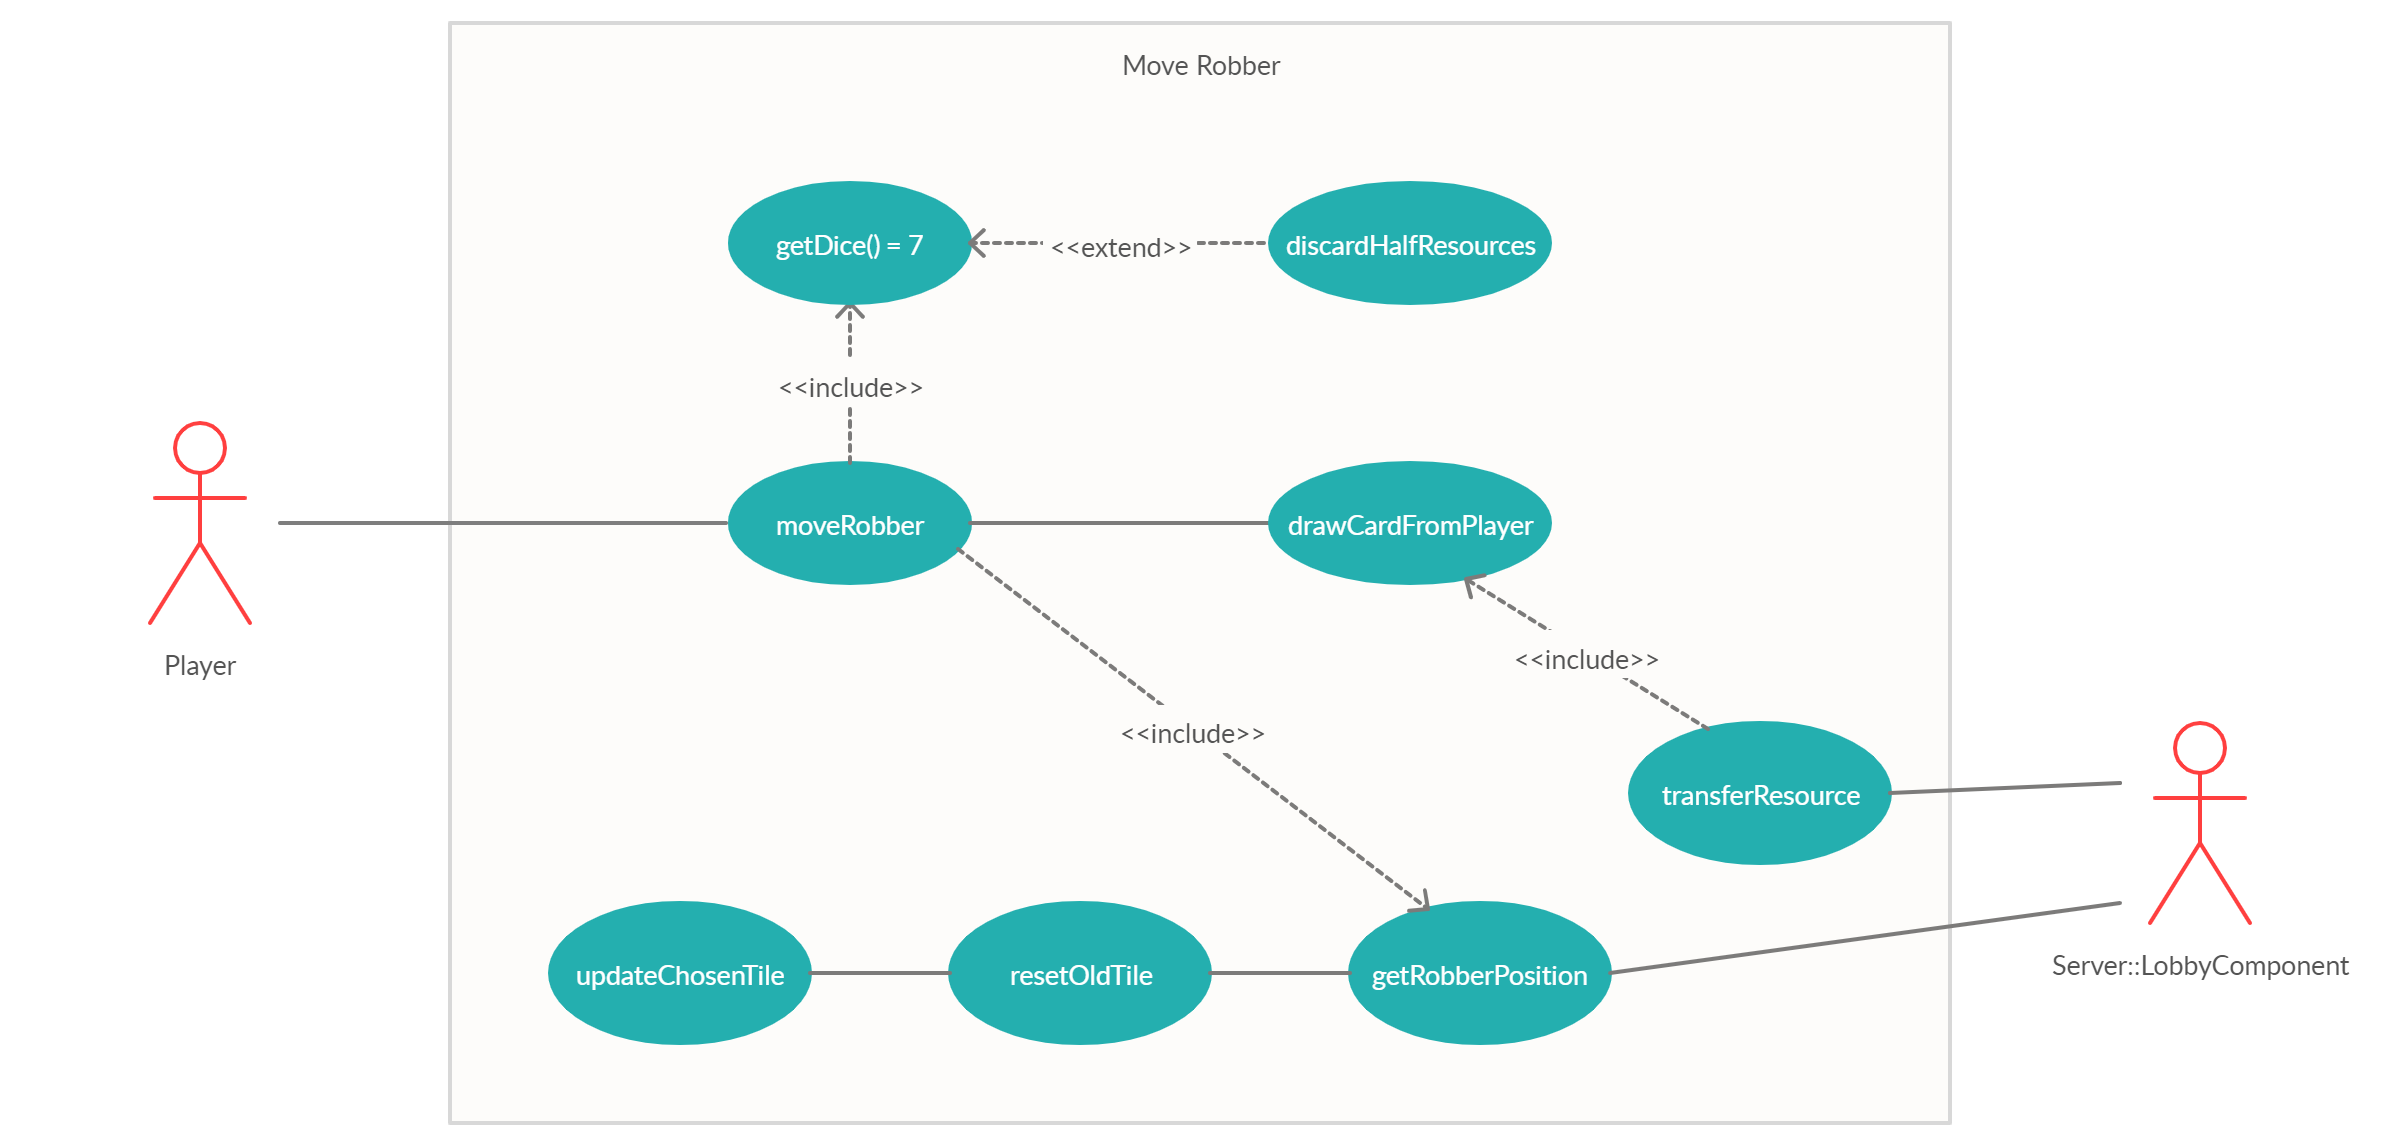 Move Robber
getDice() = 7
<<extend>>
discardHalfResources
<<include>>
moveRobber
drawCardFromPlayer
Player
<<include>>
<<include>>
transferResource
updateChosenTile
resetOldTile
getRobberPosition
Server::LobbyComponent